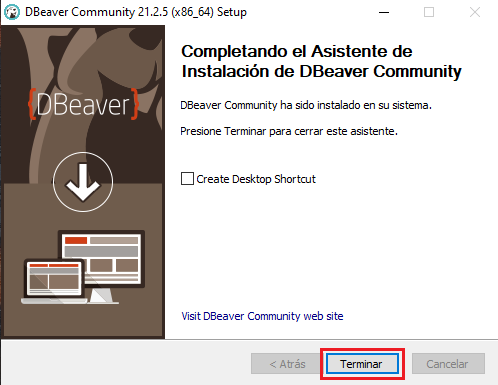 DBeaver Community 21.2.5 (x86_64) Setup
{DBeaver}
Completando el Asistente de
Instalación de DBeaver Community
DBeaver Community ha sido instalado en su sistema.
Presione Terminar para cerrar este asistente.
Create Desktop Shortcut
Visit DBeaver Community web site
< Atrás
Terminar
Cancelar